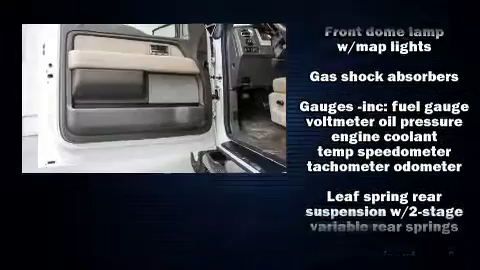 Front dome lamp
w/map lights
Gas shock absorbers
Gauges -inc: fuel gauge
voltmeter oil pressure
engine coolant
temp speedometer
tachometer odometer
Leaf spring rear
suspension w/2-stage
variable rear springs